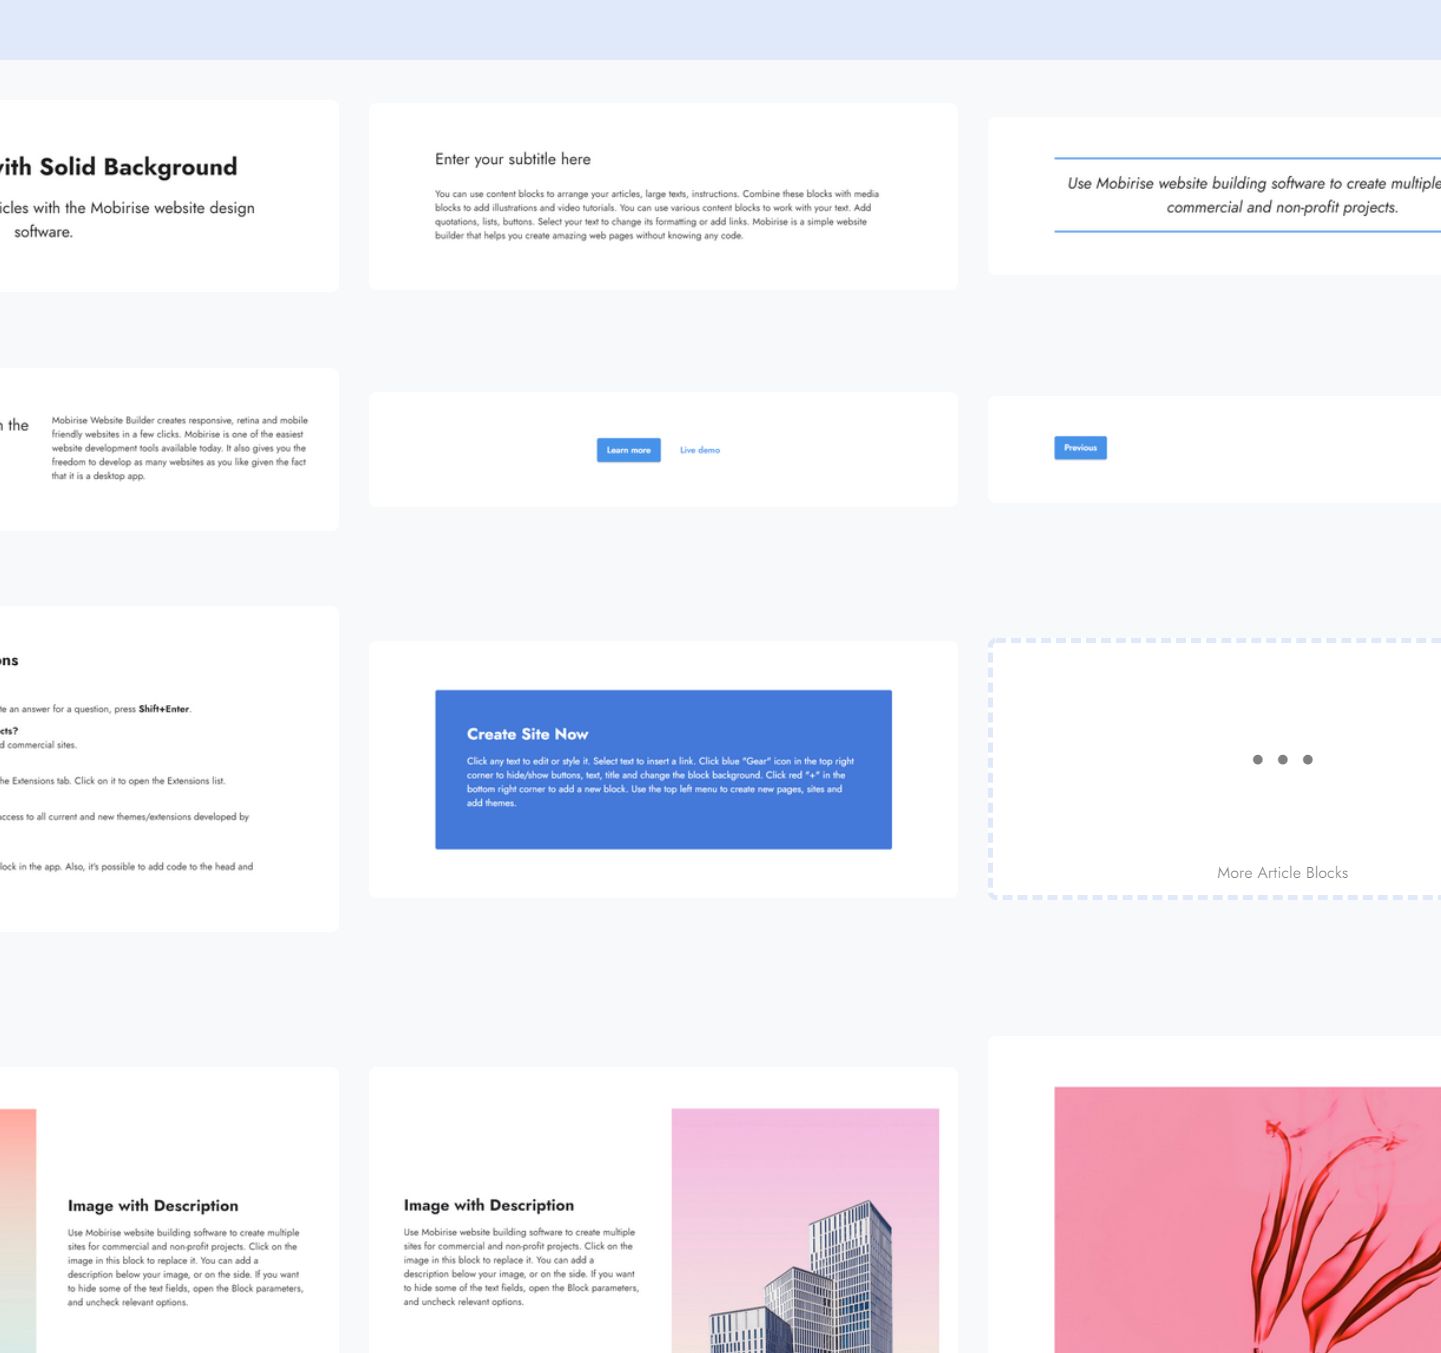 with Solid Background
icles with the Mobirise website design
software.
Enter your subtitle here
You can use content blocks to arrange your articles, large texts, instructions. Combine these blocks with media
blocks to add illustrations and video tutorials. You can use various content blocks to work with your text. Add
quotations, lists, buttons. Select your text to change its formatting or add links. Mobirise is a simple website
builder that helps you create amazing web pages without knowing any code.
Use Mobirise website building software to create multiple
commercial and non-profit projects.
the
Mobirise Website Builder creates responsive, retina and mobile
friendly websites in a few clicks. Mobirise is one of the easiest
website development tools available today. It also gives you the
freedom to develop as many websites as you like given the fact
that it is a desktop app.
Learn more
Live demo
Previous
ons
te an answer for a question, press Shift+Enter.
cts?
d commercial sites.
he Extensions tab. Click on it to open the Extensions list.
access to all current and new themes/extensions developed by
lock in the app. Also, it's possible to add code to the head and
Create Site Now
Click any text to edit or style it. Select text to insert a link. Click blue "Gear" icon in the top right
corner to hide/show buttons, text, title and change the block background. Click red "+" in the
bottom right corner to add a new block. Use the top left menu to create new pages, sites and
add themes.
More Article Blocks
Image with Description
Use Mobirise website building software to create multiple
sites for commercial and non-profit projects. Click on the
image in this block to replace it. You can add a
description below your image, or on the side. If you want
to hide some of the text fields, open the Block parameters,
and uncheck relevant options.
Image with Description
Use Mobirise website building software to create multiple
sites for commercial and non-profit projects. Click on the
image in this block to replace it. You can add a
description below your image, or on the side. If you want
to hide some of the text fields, open the Block parameters,
and uncheck relevant options.